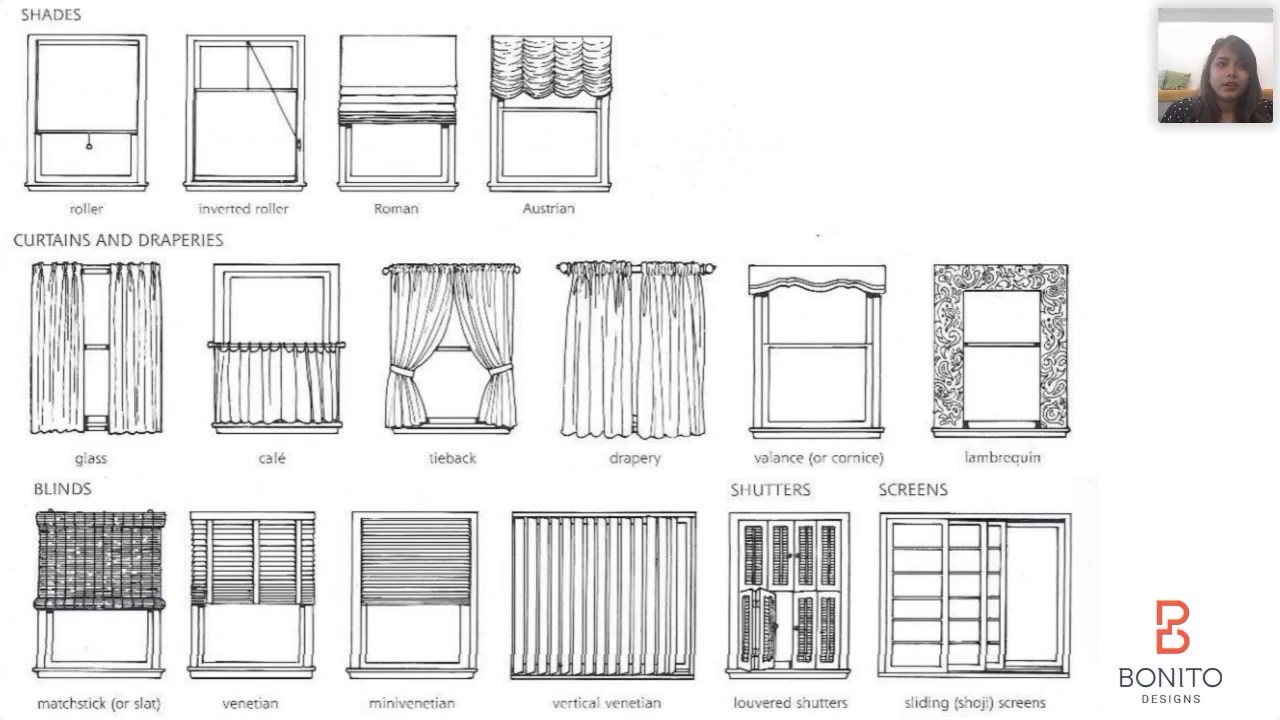 SHADES
roller
inverted roller
Roman
Austrian
CURTAINS AND DRAPERIES
glass
café
tieback
drapery
valance (or cornice)
lambrequin
BLINDS
SHUTTERS
SCREENS
matchstick (or slat)
venetian
minivenetian
vertical venetian
louvered shutters
sliding (shoji) screens
BONITO
DESIGNS